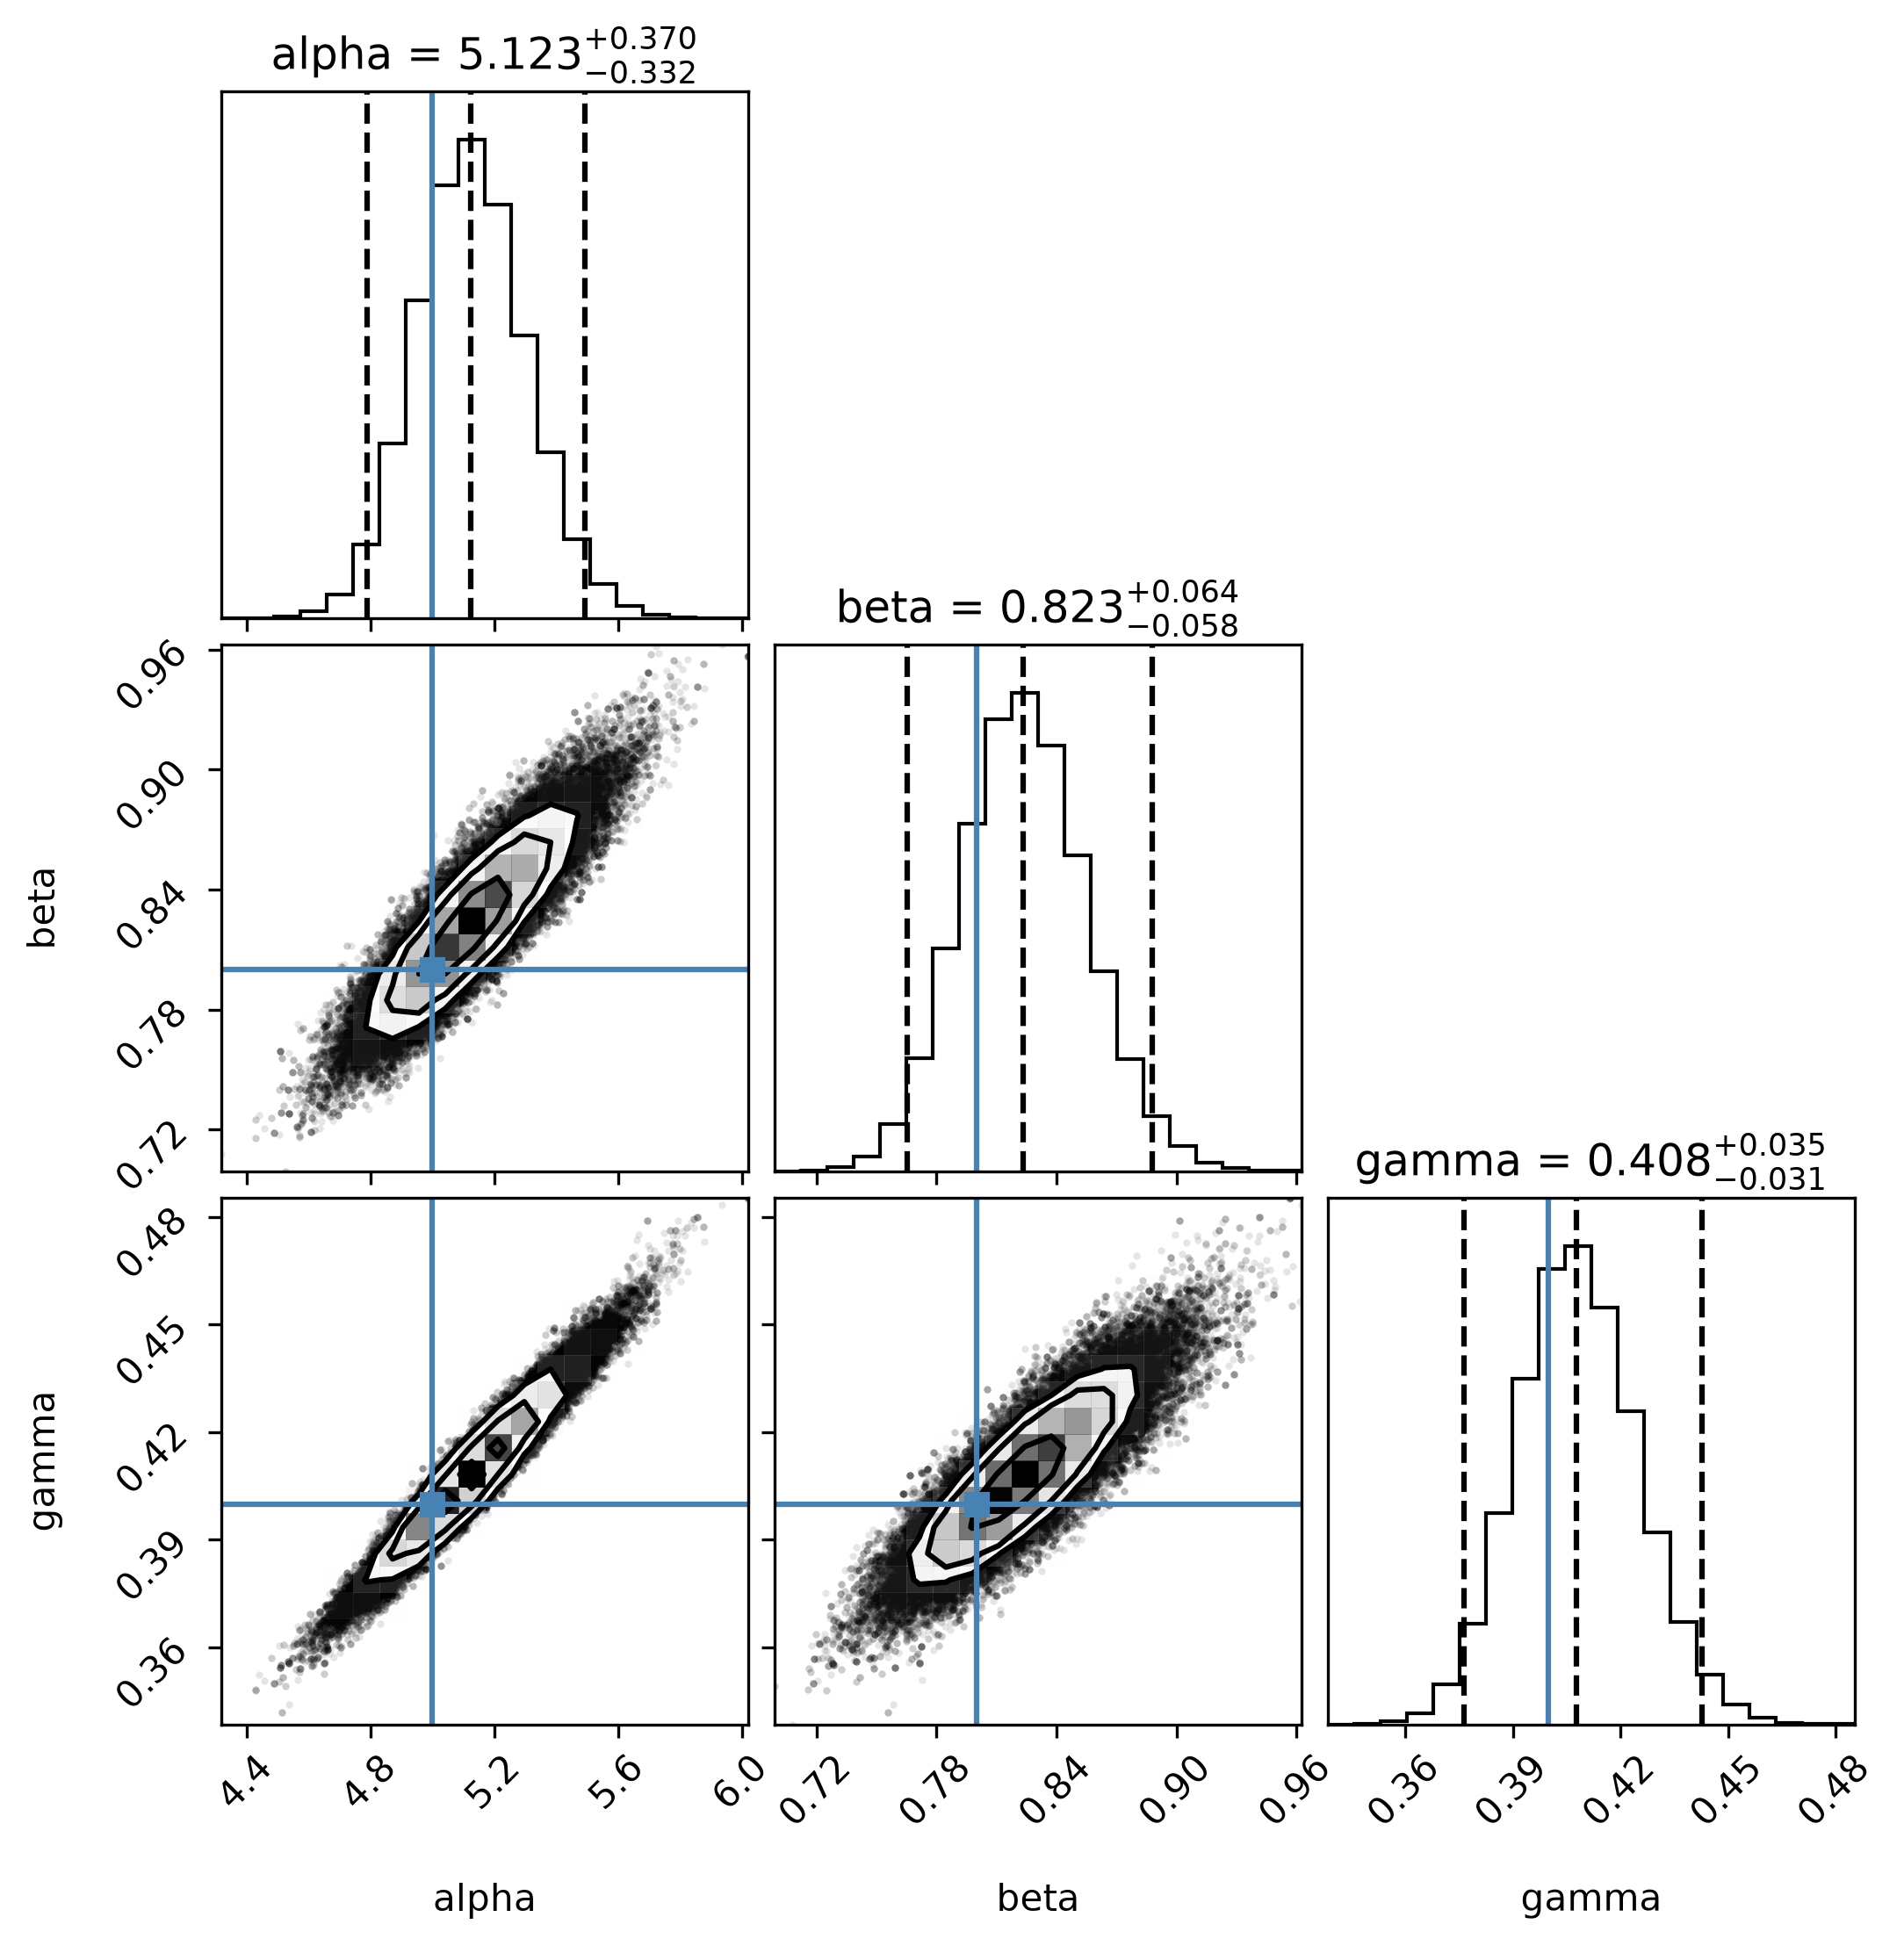 alpha = 5.123+0.370 −0.332
beta = 0.823+0.064 −0.058
0.96
0.90
0.84
0.78
0.72
beta
gamma = 0.408+0.035 −0.031
0.48
0.45
0.42
0.39
0.36
gamma
4.4 4.8 5.2 5.6 6.0 0.72 0.78 0.84 0.90 0.96 0.36 0.39 0.42 0.45 0.48
alpha beta gamma